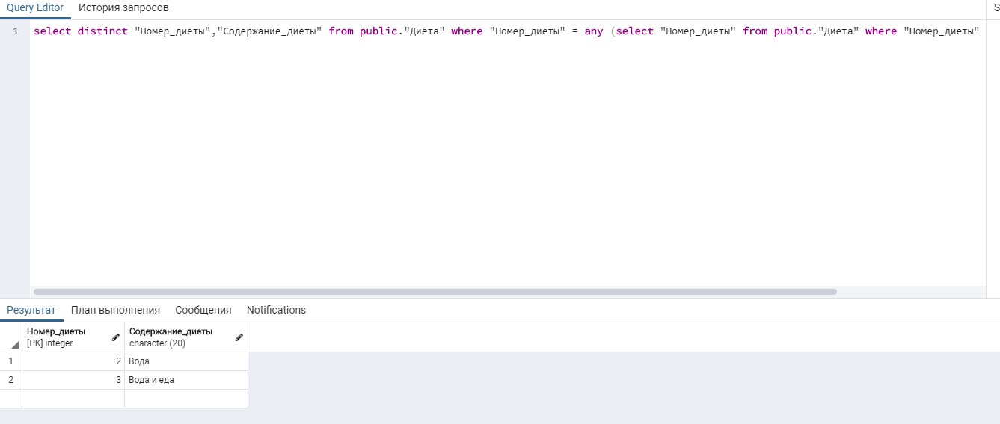 Query Editor История запросов S
1 select distinct "Номер_диеты","Содержание_диеты" from public."Диета" where "Номер_диеты" = any (select "Номер_диеты" from public."Диета" where "Номер_диеты"
Результат План выполнения Сообщения Notifications
Номер_диеты Содержание_диеты
[PK] integer character (20)
1 2 Вода
2 3 Вода и еда